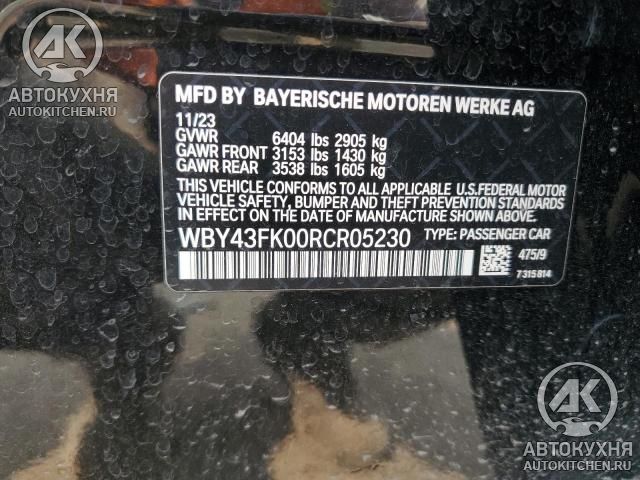 AK
АВТОКУХНЯ
AUTOKITCHEN.RU
MFD BY BAYERISCHE MOTOREN WERKE AG
11/23
GVWR 6404 lbs 2905 kg
GAWR FRONT 3153 lbs 1430 kg
GAWR REAR 3538 lbs 1605 kg
THIS VEHICLE CONFORMS TO ALL APPLICABLE U.S.FEDERAL MOTOR
VEHICLE SAFETY, BUMPER AND THEFT PREVENTION STANDARDS
IN EFFECT ON THE DATE OF MANUFACTURE SHOWN ABOVE.
WBY43FK00RCR05230 TYPE: PASSENGER CAR
475/9
7315814
AK
АВТОКУХНЯ
AUTOKITCHEN.RU